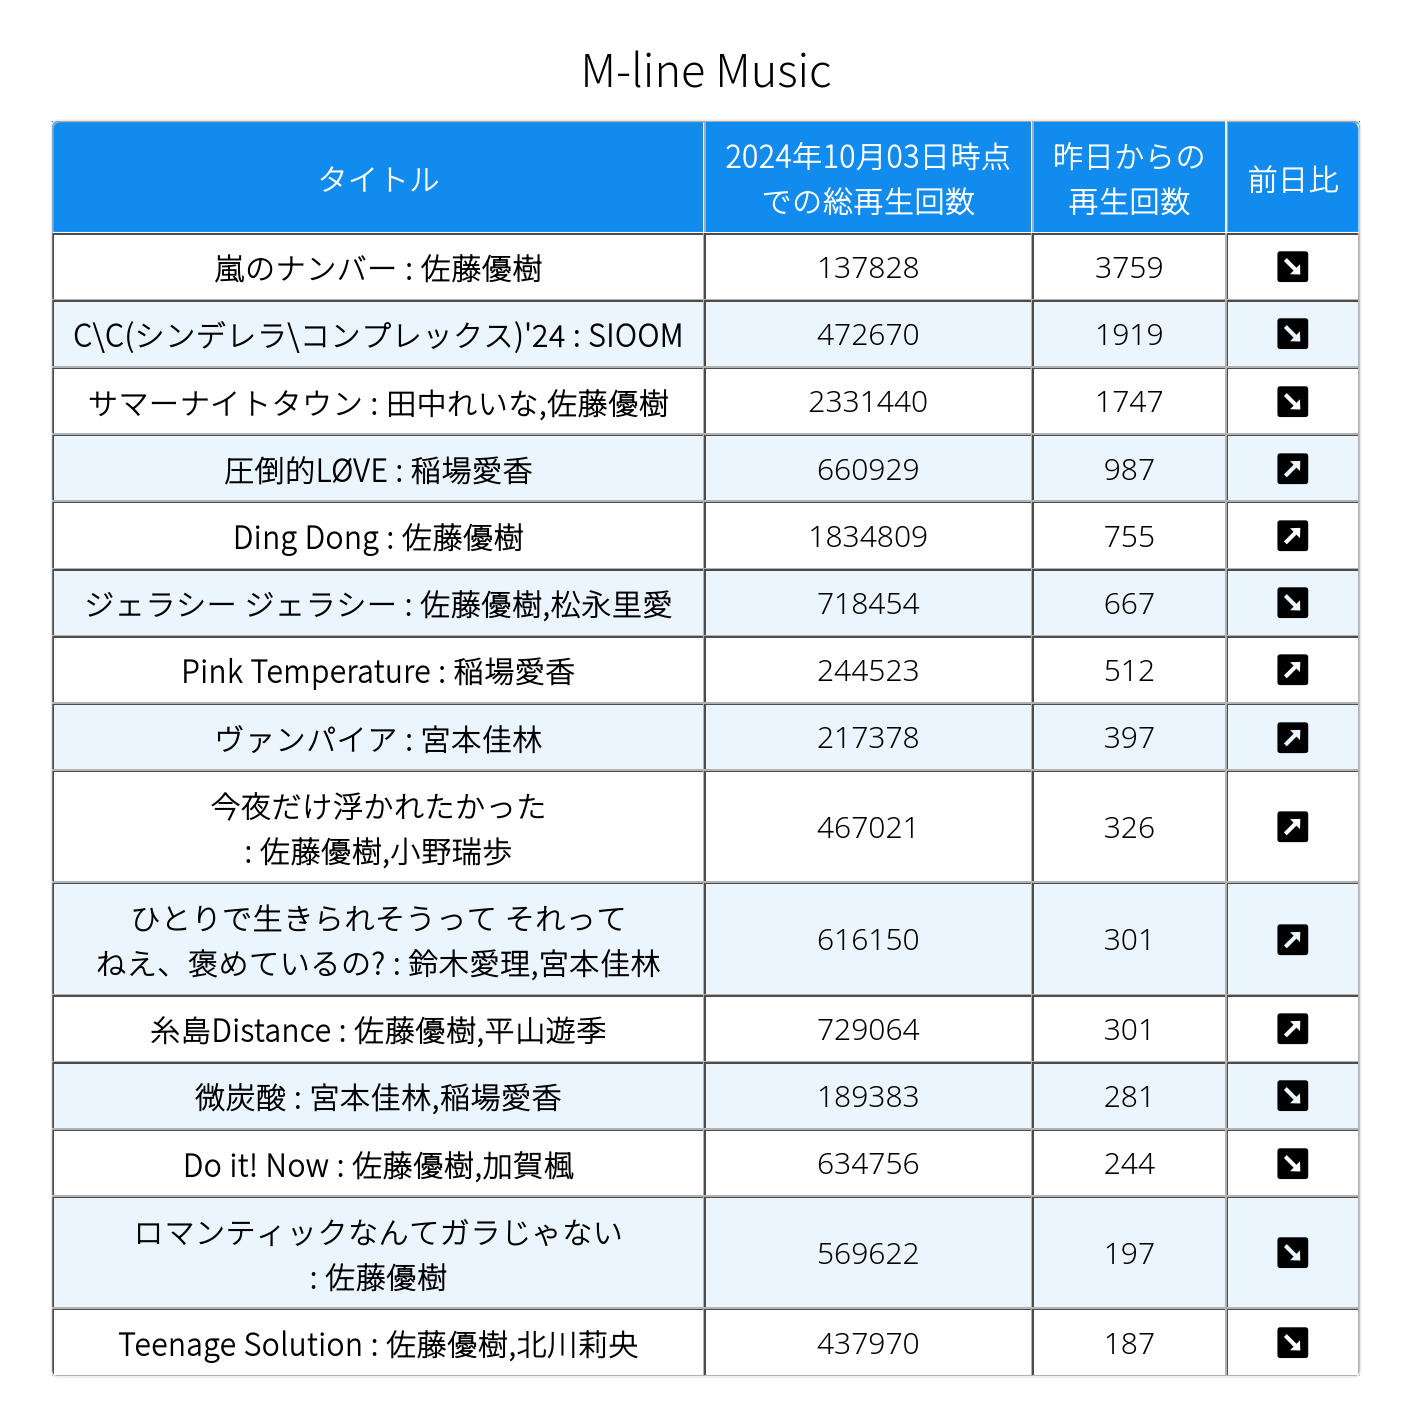 M-line Music
タイトル
2024年10月03日時点
での総再生回数
昨日からの
再生回数
前日比
嵐のナンバー : 佐藤優樹
137828
3759
↘
C\C(シンデレラ\コンプレックス)'24 : SIOOM
472670
1919
↘
サマーナイトタウン : 田中れいな,佐藤優樹
2331440
1747
↘
圧倒的LØVE : 稲場愛香
660929
987
↗
Ding Dong : 佐藤優樹
1834809
755
↗
ジェラシー ジェラシー : 佐藤優樹,松永里愛
718454
667
↘
Pink Temperature : 稲場愛香
244523
512
↗
ヴァンパイア : 宮本佳林
217378
397
↗
今夜だけ浮かれたかった
: 佐藤優樹,小野瑞歩
467021
326
↗
ひとりで生きられそうって それって
ねえ、褒めているの? : 鈴木愛理,宮本佳林
616150
301
↗
糸島Distance : 佐藤優樹,平山遊季
729064
301
↗
微炭酸 : 宮本佳林,稲場愛香
189383
281
↘
Do it! Now : 佐藤優樹,加賀楓
634756
244
↘
ロマンティックなんてガラじゃない
: 佐藤優樹
569622
197
↘
Teenage Solution : 佐藤優樹,北川莉央
437970
187
↘